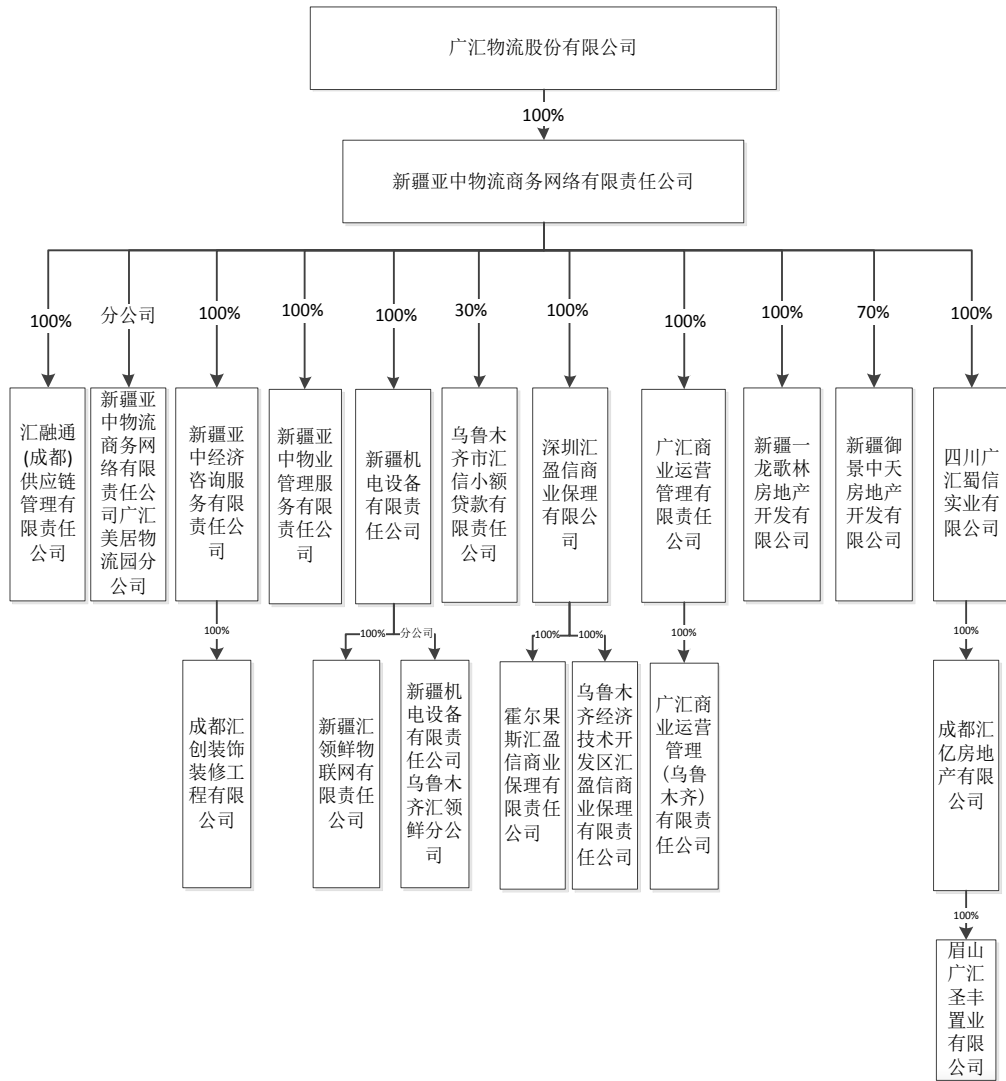 广汇物流股份有限公司
100%
新疆亚中物流商务网络有限责任公司
100%
分公司
100%
100%
100%
30%
100%
100%
100%
70%
100%
汇融通
(成都)
供应链
管理有
限责任
公司
新疆亚
中物流
商务网
络有限
责任公
司广汇
美居物
流园分
公司
新疆亚
中经济
咨询服
务有限
责任公
司
新疆亚
中物业
管理服
务有限
责任公
司
新疆机
电设备
有限责
任公司
乌鲁木
齐市汇
信小额
贷款有
限责任
公司
深圳汇
盈信商
业保理
有限公
司
广汇商
业运营
管理有
限责任
公司
新疆一
龙歌林
房地产
开发有
限公司
新疆御
景中天
房地产
开发有
限公司
四川广
汇蜀信
实业有
限公司
100%
100%
分公司
100%
100%
100%
100%
成都汇
创装饰
装修工
程有限
公司
新疆汇
领鲜物
联网有
限责任
公司
新疆机
电设备
有限责
任公司
乌鲁木
齐汇领
鲜分公
司
霍尔果
斯汇盈
信商业
保理有
限责任
公司
乌鲁木
齐经济
技术开
发区汇
盈信商
业保理
有限责
任公司
广汇商
业运营
管理
（乌鲁
木齐）
有限责
任公司
成都汇
亿房地
产有限
公司
100%
眉山
广汇
圣丰
置业
有限
公司